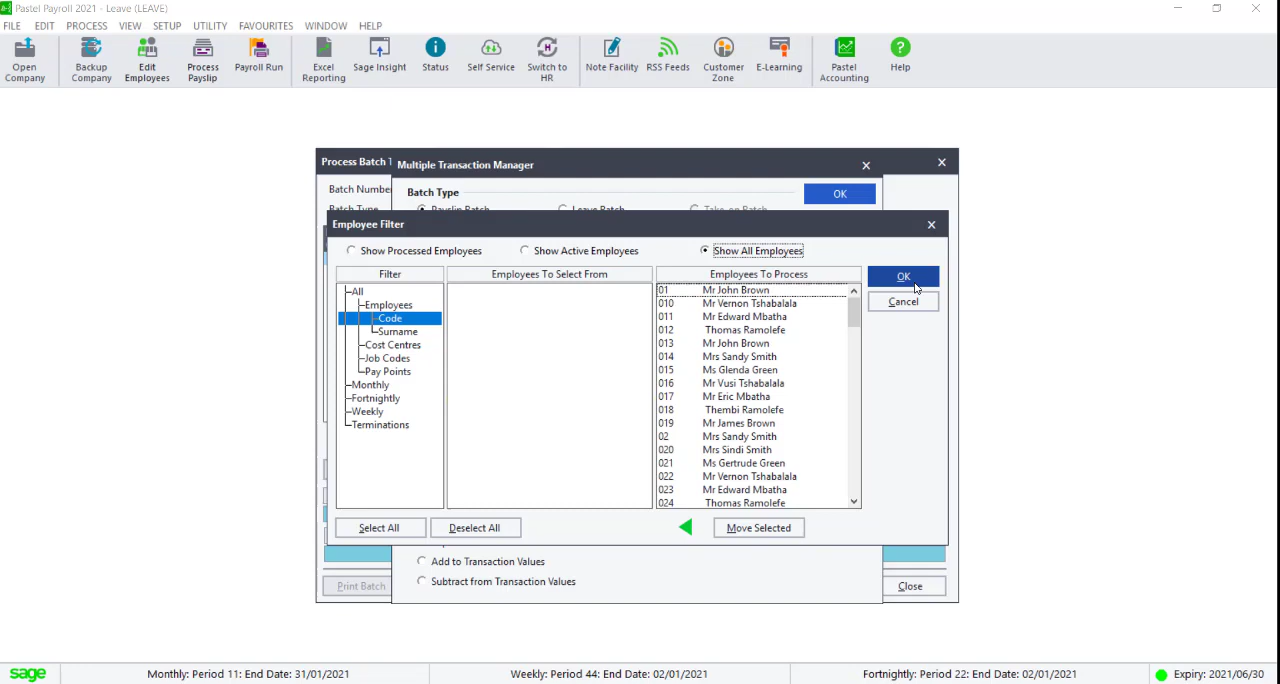 Pastel Payroll 2021 - Leave (LEAVE)
FILE EDIT PROCESS VIEW SETUP UTILITY FAVOURITES WINDOW HELP
Open Company
Backup Company
Edit Employees
Process Payslip
Payroll Run
Excel Reporting
Sage Insight
Status
Self Service
Switch to HR
Note Facility
RSS Feeds
Customer Zone
E-Learning
Pastel Accounting
Help
Process Batch
Multiple Transaction Manager
Batch Number
Batch Type
OK
Batch Type
Payslip Batch
Leave Batch
Take-on Batch
Employee Filter
Show Processed Employees
Show Active Employees
Show All Employees
Filter
Employees To Select From
Employees To Process
OK
Cancel
All
Employees
Code
Surname
Cost Centres
Job Codes
Pay Points
Monthly
Fortnightly
Weekly
Terminations
01 Mr John Brown
010 Mr Vernon Tshabalala
011 Mr Edward Mbatha
012 Thomas Ramolefe
013 Mr John Brown
014 Mrs Sandy Smith
015 Ms Glenda Green
016 Mr Vusi Tshabalala
017 Mr Eric Mbatha
018 Thembi Ramolefe
019 Mr James Brown
02 Mrs Sandy Smith
020 Mrs Sindi Smith
021 Ms Gertrude Green
022 Mr Vernon Tshabalala
023 Mr Edward Mbatha
024 Thomas Ramolefe
Select All
Deselect All
Move Selected
Add to Transaction Values
Subtract from Transaction Values
Print Batch
Close
sage
Monthly: Period 11: End Date: 31/01/2021
Weekly: Period 44: End Date: 02/01/2021
Fortnightly: Period 22: End Date: 02/01/2021
Expiry: 2021/06/30